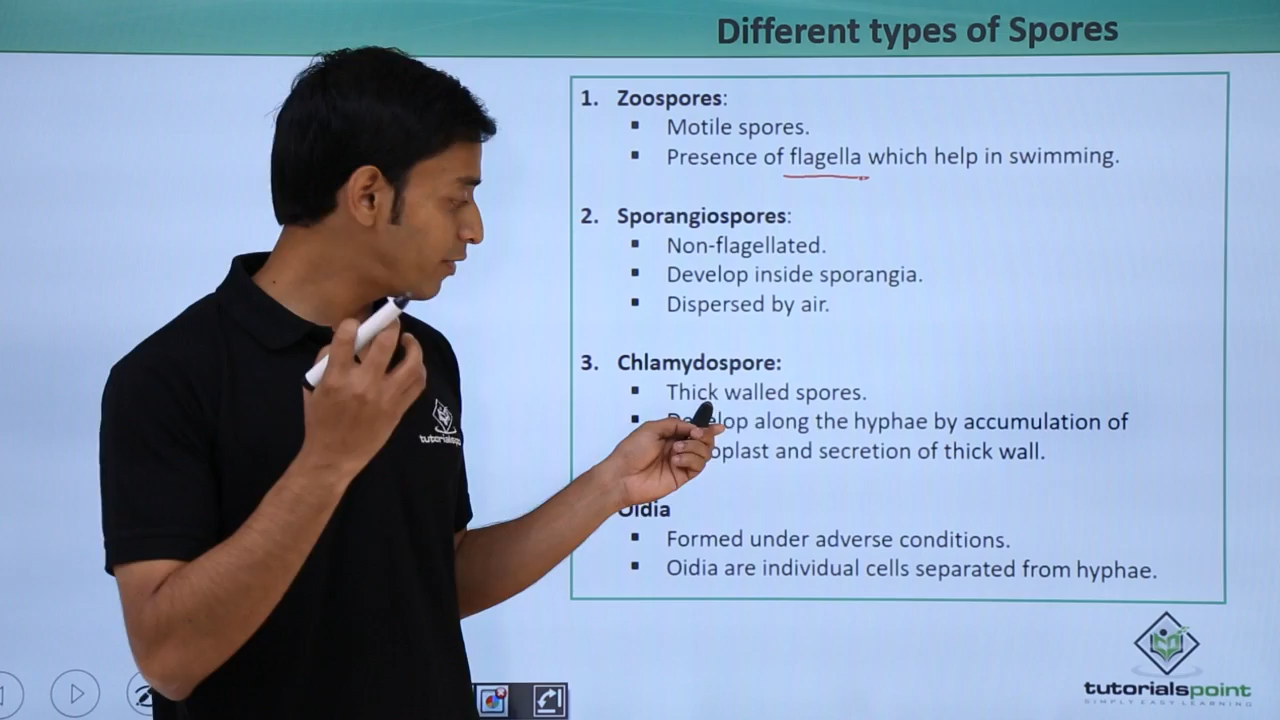 Different types of Spores
1. Zoospores:
▪ Motile spores.
▪ Presence of flagella which help in swimming.
2. Sporangiospores:
▪ Non-flagellated.
▪ Develop inside sporangia.
▪ Dispersed by air.
3. Chlamydospore:
▪ Thick walled spores.
▪ along the hyphae by accumulation of
and secretion of thick wall.
Oidia
▪ Formed under adverse conditions.
▪ Oidia are individual cells separated from hyphae.
tutorialspoint
SIMPLY EASY LEARNING